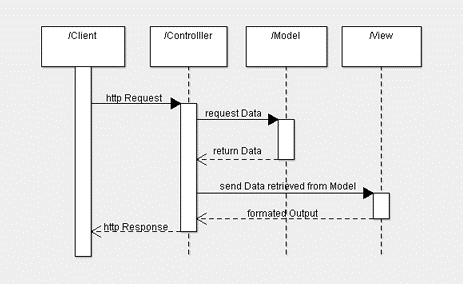 /Client
/Controlller
/Model
/View
http Request
request Data
return Data
send Data retrieved from Model
formated Output
http Response